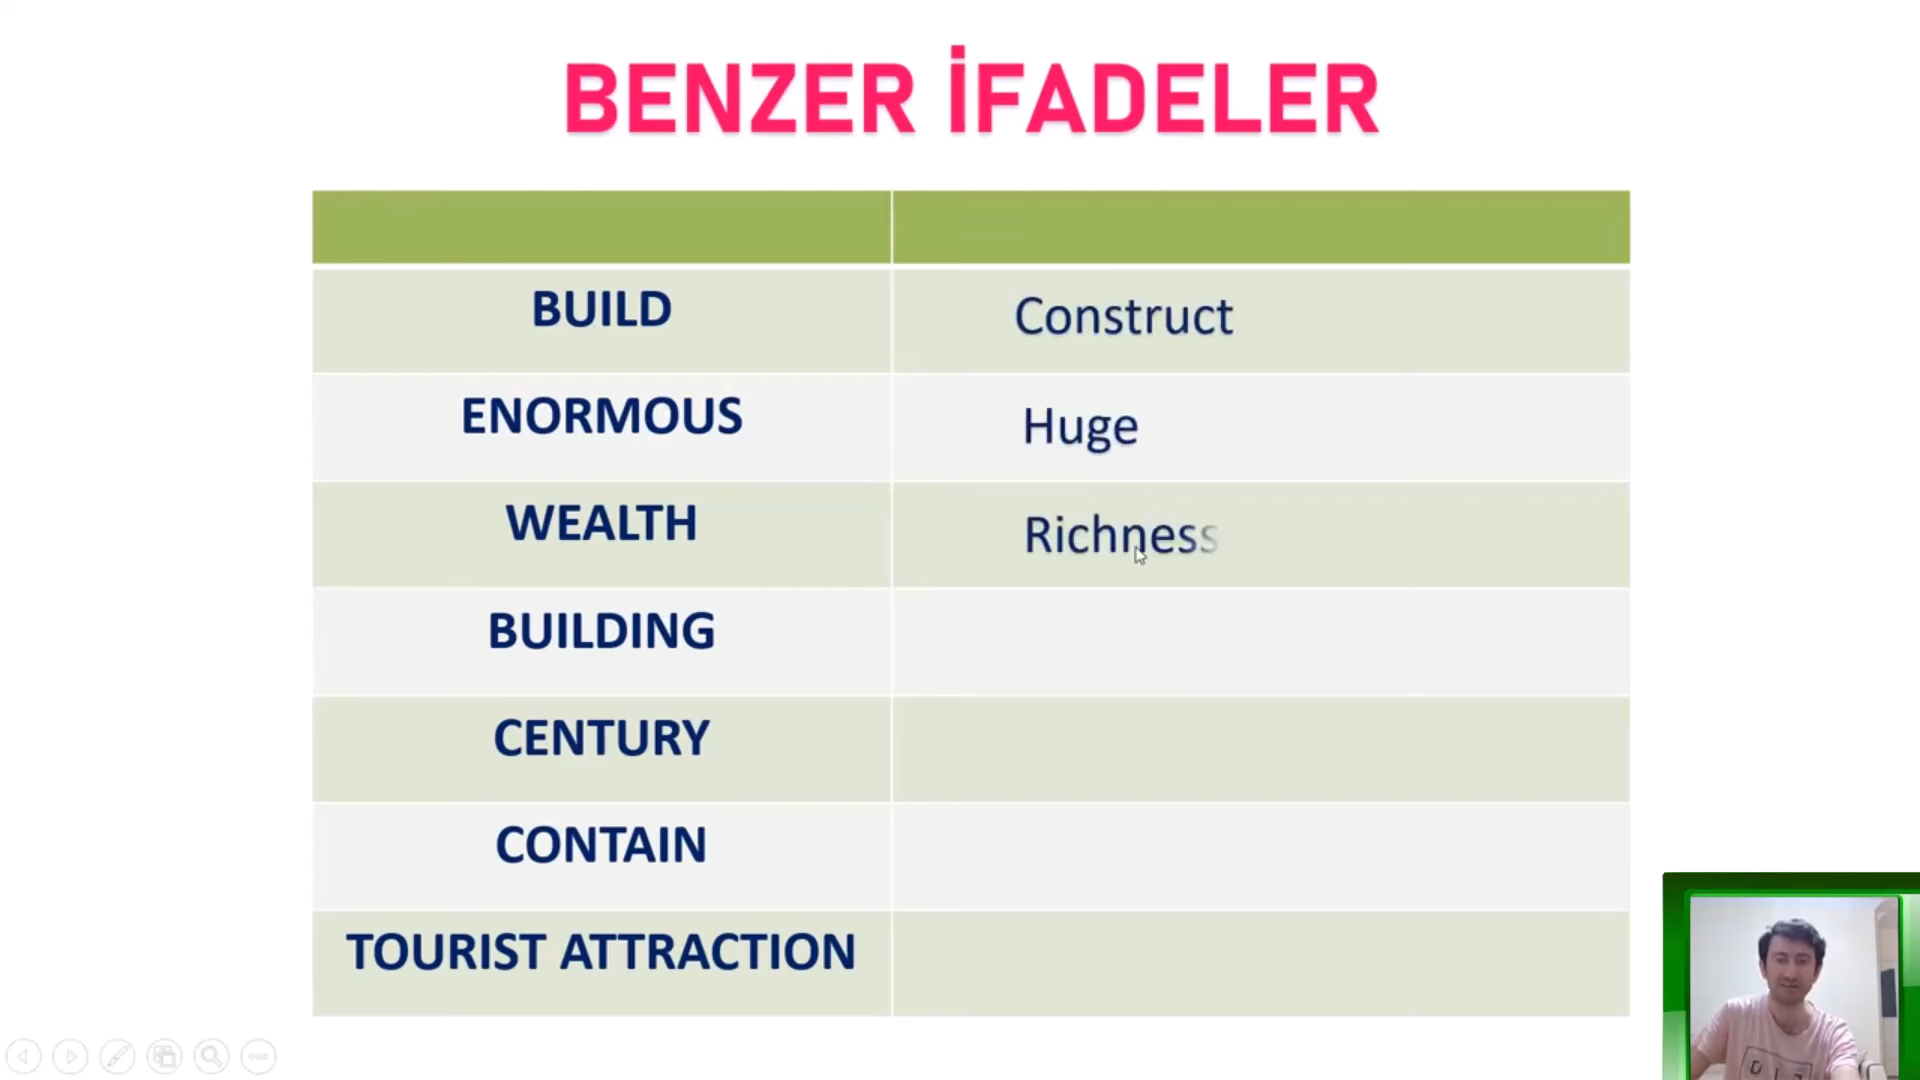 BENZER İFADELER
BUILD Construct
ENORMOUS Huge
WEALTH Richness
BUILDING
CENTURY
CONTAIN
TOURIST ATTRACTION